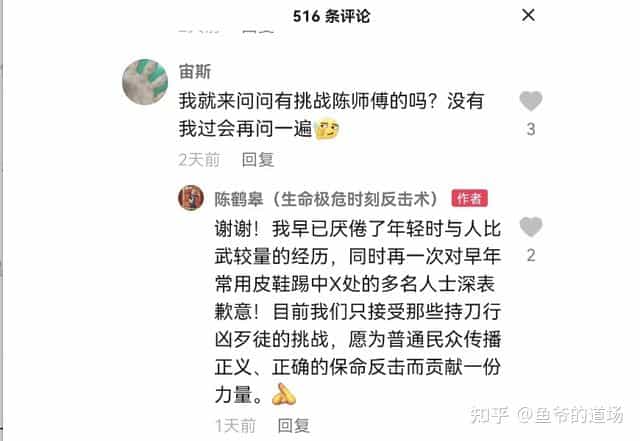 516 条评论
2天前 回复
宙斯
我就来问问有挑战陈师傅的吗？没有
我过会再问一遍
3
2天前 回复
陈鹤皋（生命极危时刻反击术） 作者
谢谢！我早已厌倦了年轻时与人比
武较量的经历，同时再一次对早年
常用皮鞋踢中X处的多名人士深表
歉意！目前我们只接受那些持刀行
凶歹徒的挑战，愿为普通民众传播
正义、正确的保命反击而贡献一份
力量。
2
1天前 回复
知乎 @鱼爷的道场